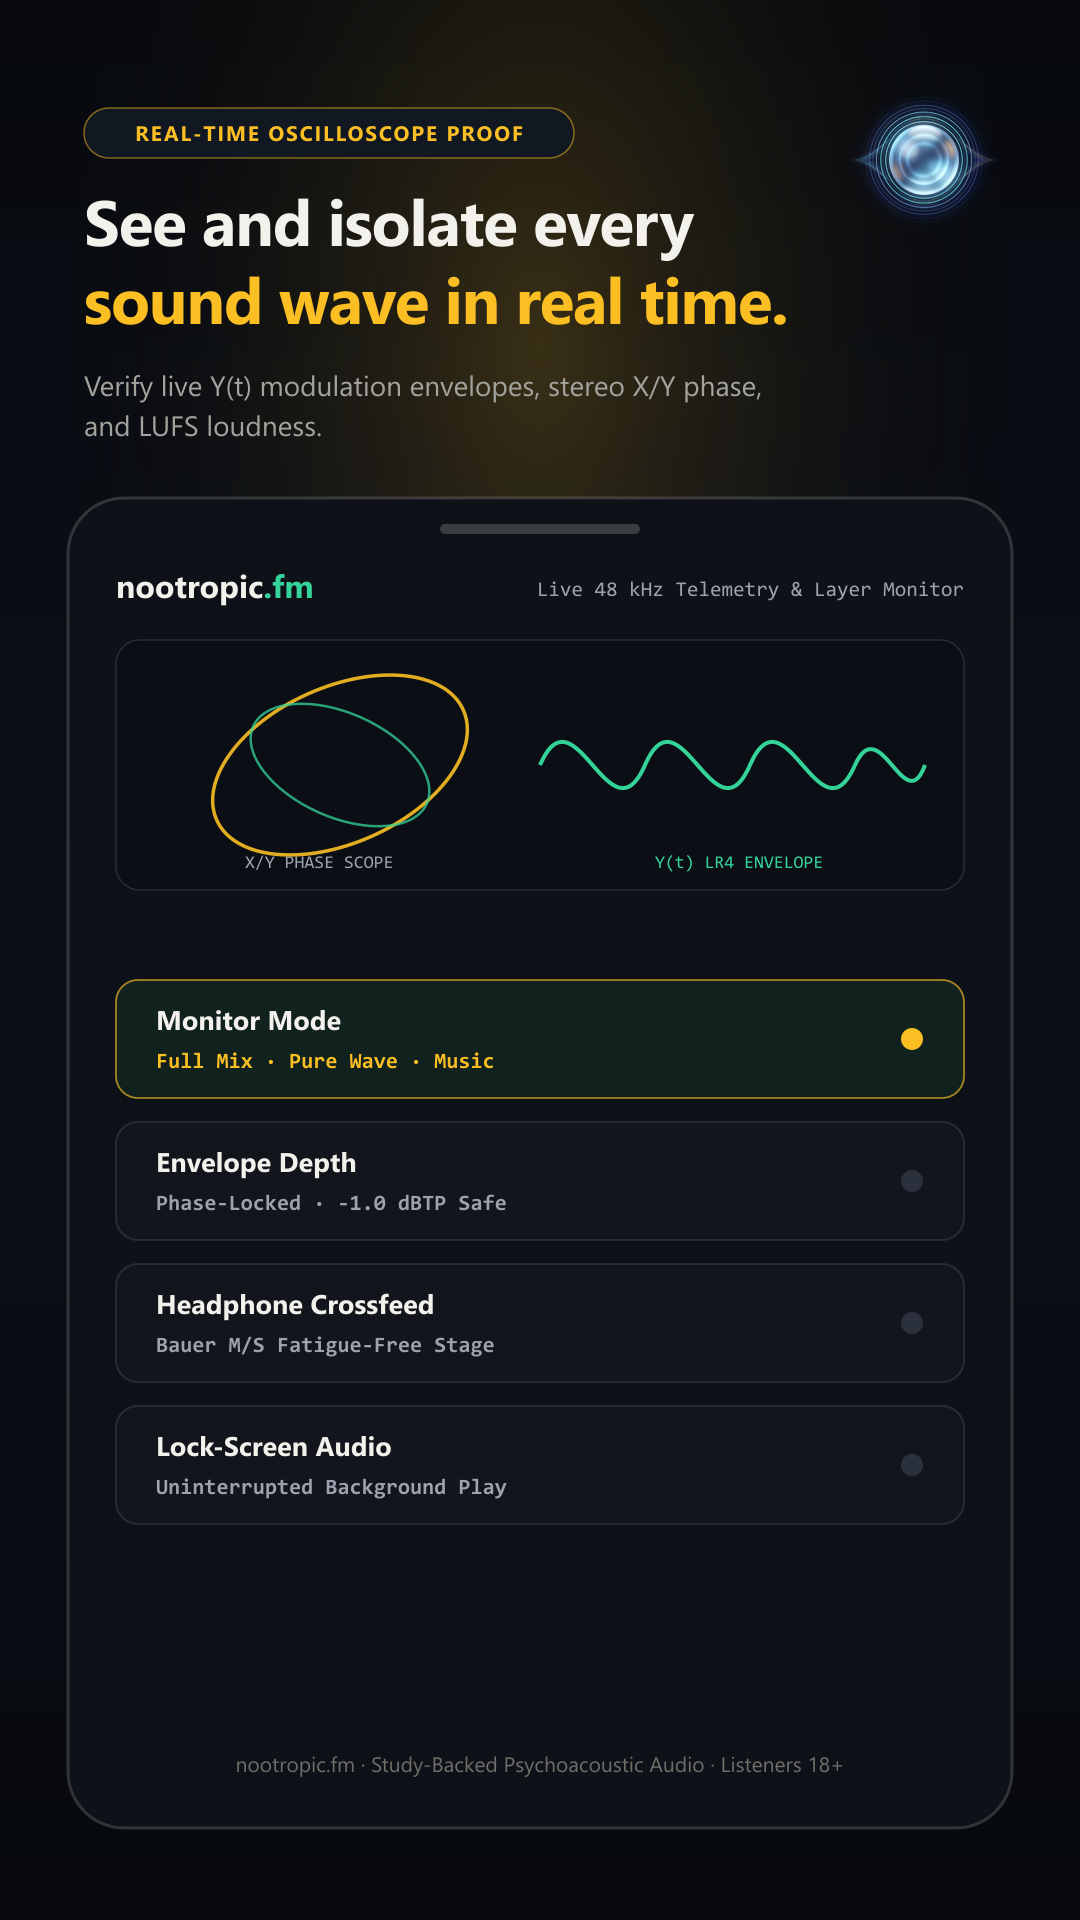 REAL-TIME OSCILLOSCOPE PROOF
See and isolate every
sound wave in real time.
Verify live Y(t) modulation envelopes, stereo X/Y phase,
and LUFS loudness.
nootropic.fm
Live 48 kHz Telemetry & Layer Monitor
X/Y PHASE SCOPE
Y(t) LR4 ENVELOPE
Monitor Mode
Full Mix · Pure Wave · Music
Envelope Depth
Phase-Locked · -1.0 dBTP Safe
Headphone Crossfeed
Bauer M/S Fatigue-Free Stage
Lock-Screen Audio
Uninterrupted Background Play
nootropic.fm · Study-Backed Psychoacoustic Audio · Listeners 18+